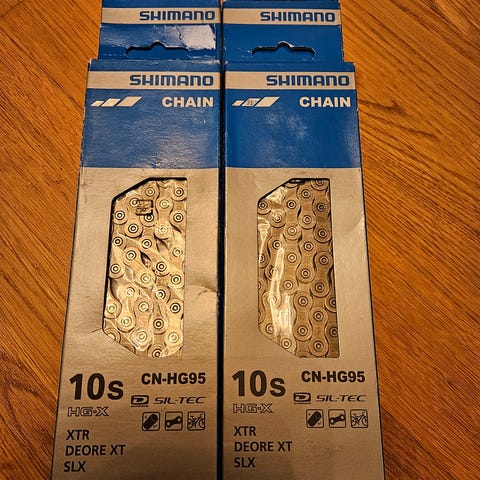 SHIMANO
SHIMANO
CHAIN
10s
CN-HG95
HG-X
SIL-TEC
XTR
DEORE XT
SLX
SHIMANO
SHIMANO
CHAIN
10s
CN-HG95
HG-X
SIL-TEC
XTR
DEORE XT
SLX